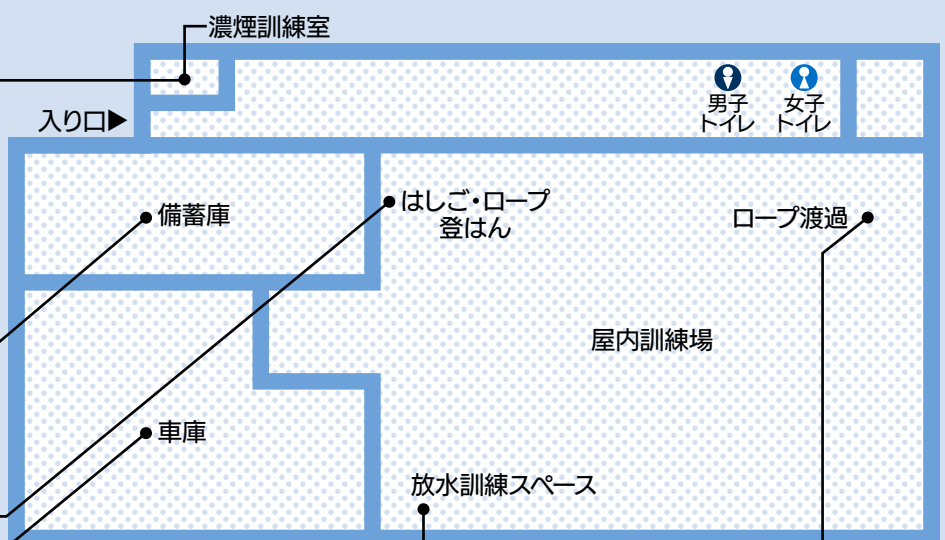 濃煙訓練室
男子
トイレ
女子
トイレ
入り口▶
備蓄庫
はしご・ロープ
登はん
ロープ渡過
屋内訓練場
車庫
放水訓練スペース